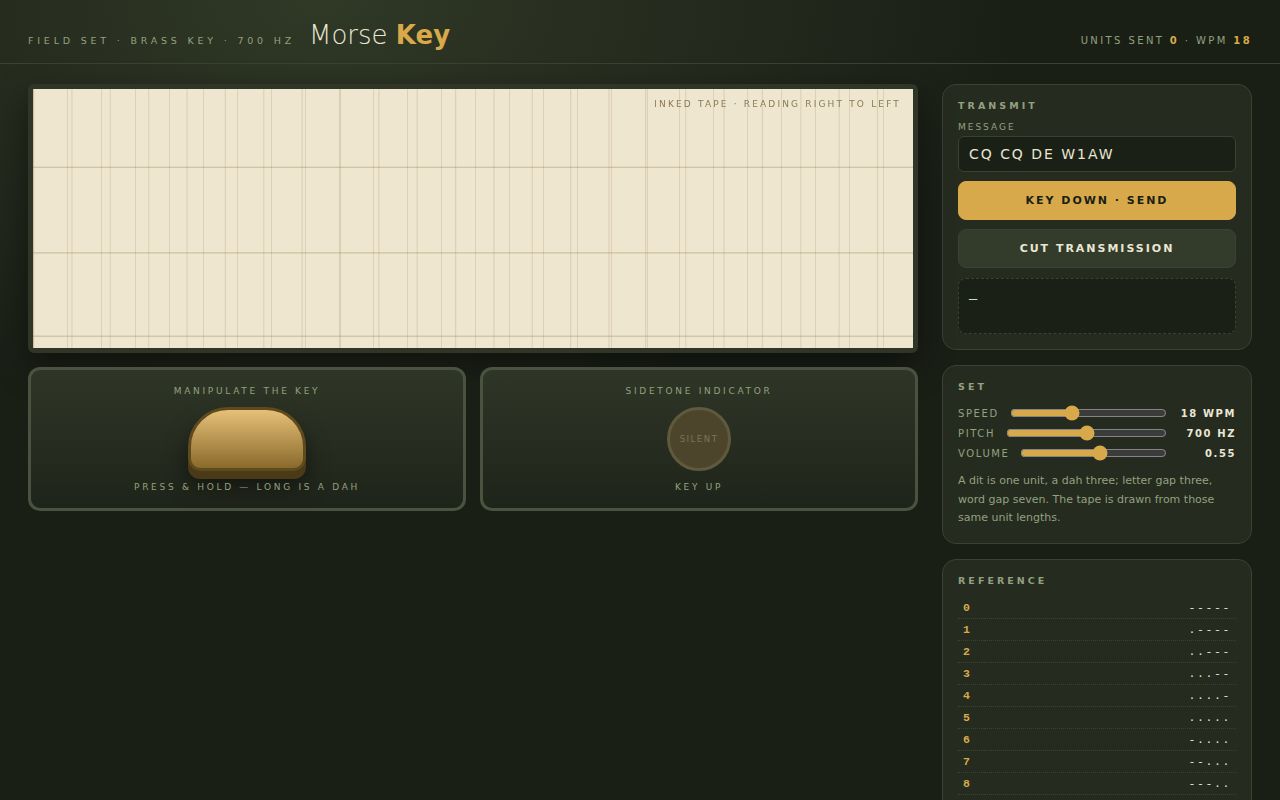 FIELD SET · BRASS KEY · 700 HZ Morse Key
UNITS SENT 0 · WPM 18
INKED TAPE · READING RIGHT TO LEFT
MANIPULATE THE KEY
PRESS & HOLD — LONG IS A DAH
SIDETONE INDICATOR
SILENT
KEY UP
TRANSMIT
MESSAGE
CQ CQ DE W1AW
KEY DOWN · SEND
CUT TRANSMISSION
—
SET
SPEED 18 WPM
PITCH 700 HZ
VOLUME 0.55
A dit is one unit, a dah three; letter gap three,
word gap seven. The tape is drawn from those
same unit lengths.
REFERENCE
0 -----
1 .----
2 ..---
3 ...--
4 ....-
5 .....
6 -....
7 --...
8 ---..